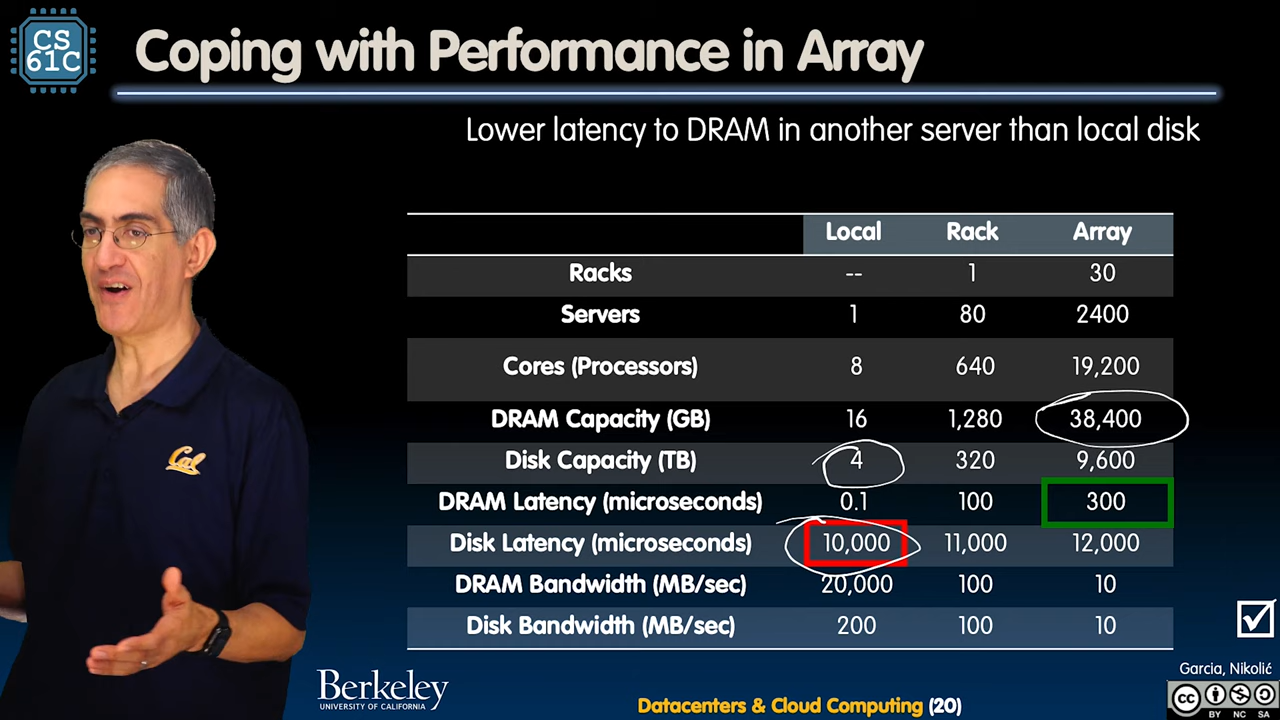 CS
61C
Coping with Performance in Array
Lower latency to DRAM in another server than local disk
Local Rack Array
Racks -- 1 30
Servers 1 80 2400
Cores (Processors) 8 640 19,200
DRAM Capacity (GB) 16 1,280 38,400
Disk Capacity (TB) 4 320 9,600
DRAM Latency (microseconds) 0.1 100 300
Disk Latency (microseconds) 10,000 11,000 12,000
DRAM Bandwidth (MB/sec) 20,000 100 10
Disk Bandwidth (MB/sec) 200 100 10
Cal
Garcia, Nikolić
Berkeley
UNIVERSITY OF CALIFORNIA
Datacenters & Cloud Computing (20)
cc
BY NC SA